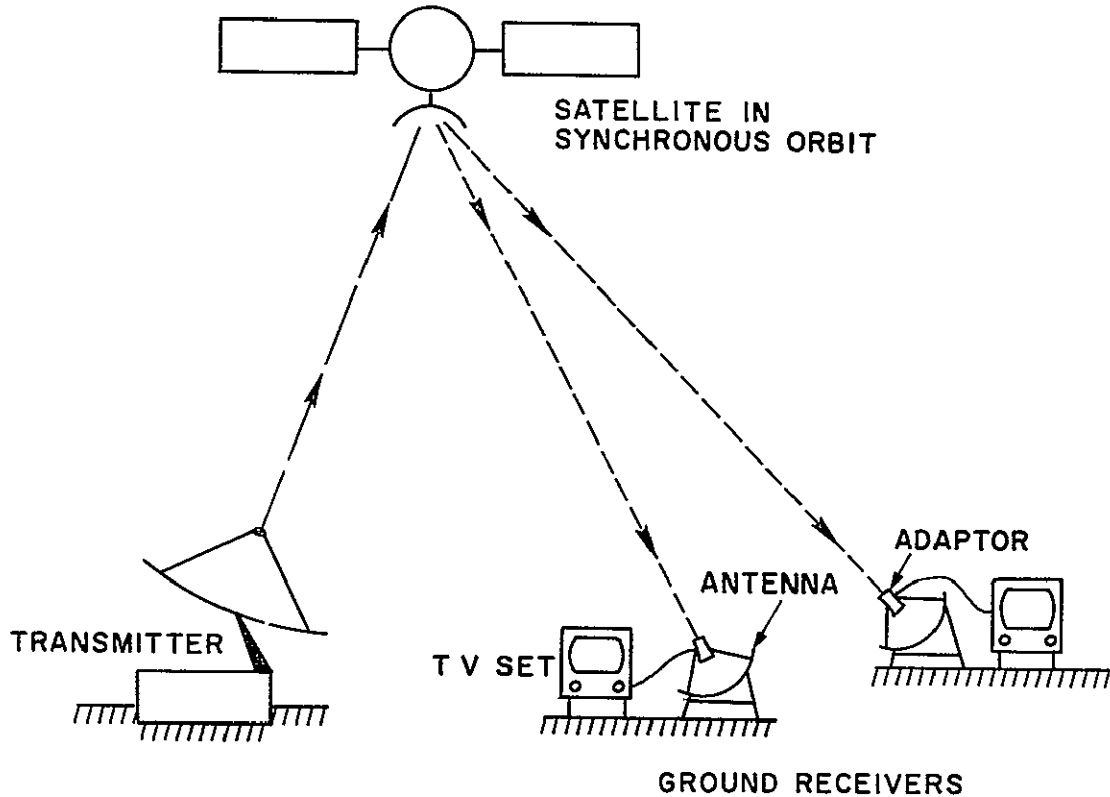 SATELLITE IN
SYNCHRONOUS ORBIT
ADAPTOR
ANTENNA
TRANSMITTER
T V SET
GROUND RECEIVERS